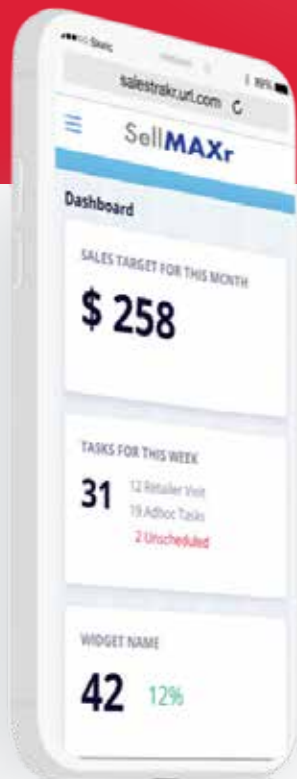 salestrakr.url.com
SellMAXr
Dashboard
SALES TARGET FOR THIS MONTH
$ 258
TASKS FOR THIS WEEK
31
12 Retailer Visit
19 Adhoc Tasks
2 Unscheduled
WIDGET NAME
42 12%